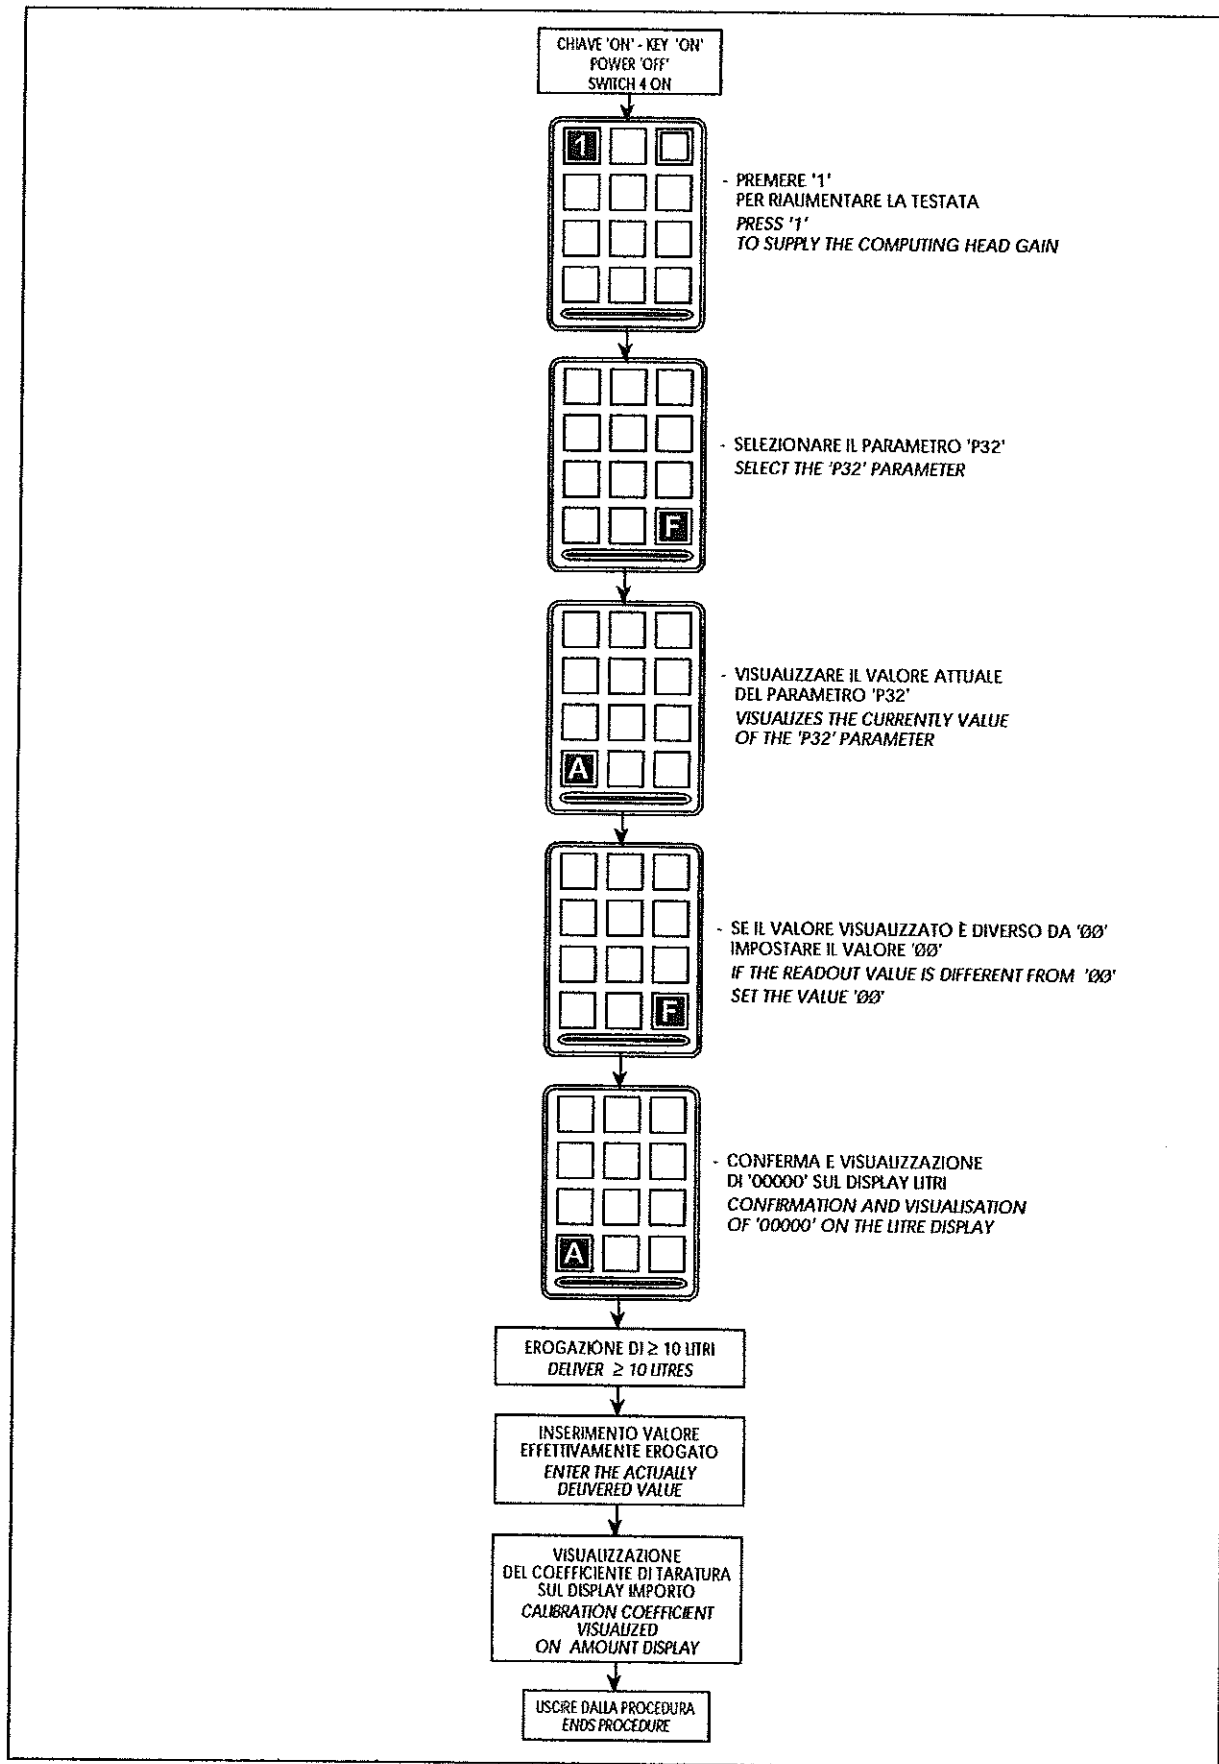 CHIAVE 'ON' - KEY 'ON'
POWER 'OFF'
SWITCH 4 ON
1
- PREMERE '1'
PER RIAUMENTARE LA TESTATA
PRESS '1'
TO SUPPLY THE COMPUTING HEAD GAIN
- SELEZIONARE IL PARAMETRO 'P32'
SELECT THE 'P32' PARAMETER
F
- VISUALIZZARE IL VALORE ATTUALE
DEL PARAMETRO 'P32'
VISUALIZES THE CURRENTLY VALUE
OF THE 'P32' PARAMETER
A
- SE IL VALORE VISUALIZZATO È DIVERSO DA 'ØØ'
IMPOSTARE IL VALORE 'ØØ'
IF THE READOUT VALUE IS DIFFERENT FROM 'ØØ'
SET THE VALUE 'ØØ'
F
- CONFERMA E VISUALIZZAZIONE
DI '00000' SUL DISPLAY LITRI
CONFIRMATION AND VISUALISATION
OF '00000' ON THE LITRE DISPLAY
A
EROGAZIONE DI ≥ 10 LITRI
DELIVER ≥ 10 LITRES
INSERIMENTO VALORE
EFFETTIVAMENTE EROGATO
ENTER THE ACTUALLY
DELIVERED VALUE
VISUALIZZAZIONE
DEL COEFFICIENTE DI TARATURA
SUL DISPLAY IMPORTO
CALIBRATION COEFFICIENT
VISUALIZED
ON AMOUNT DISPLAY
USCIRE DALLA PROCEDURA
ENDS PROCEDURE